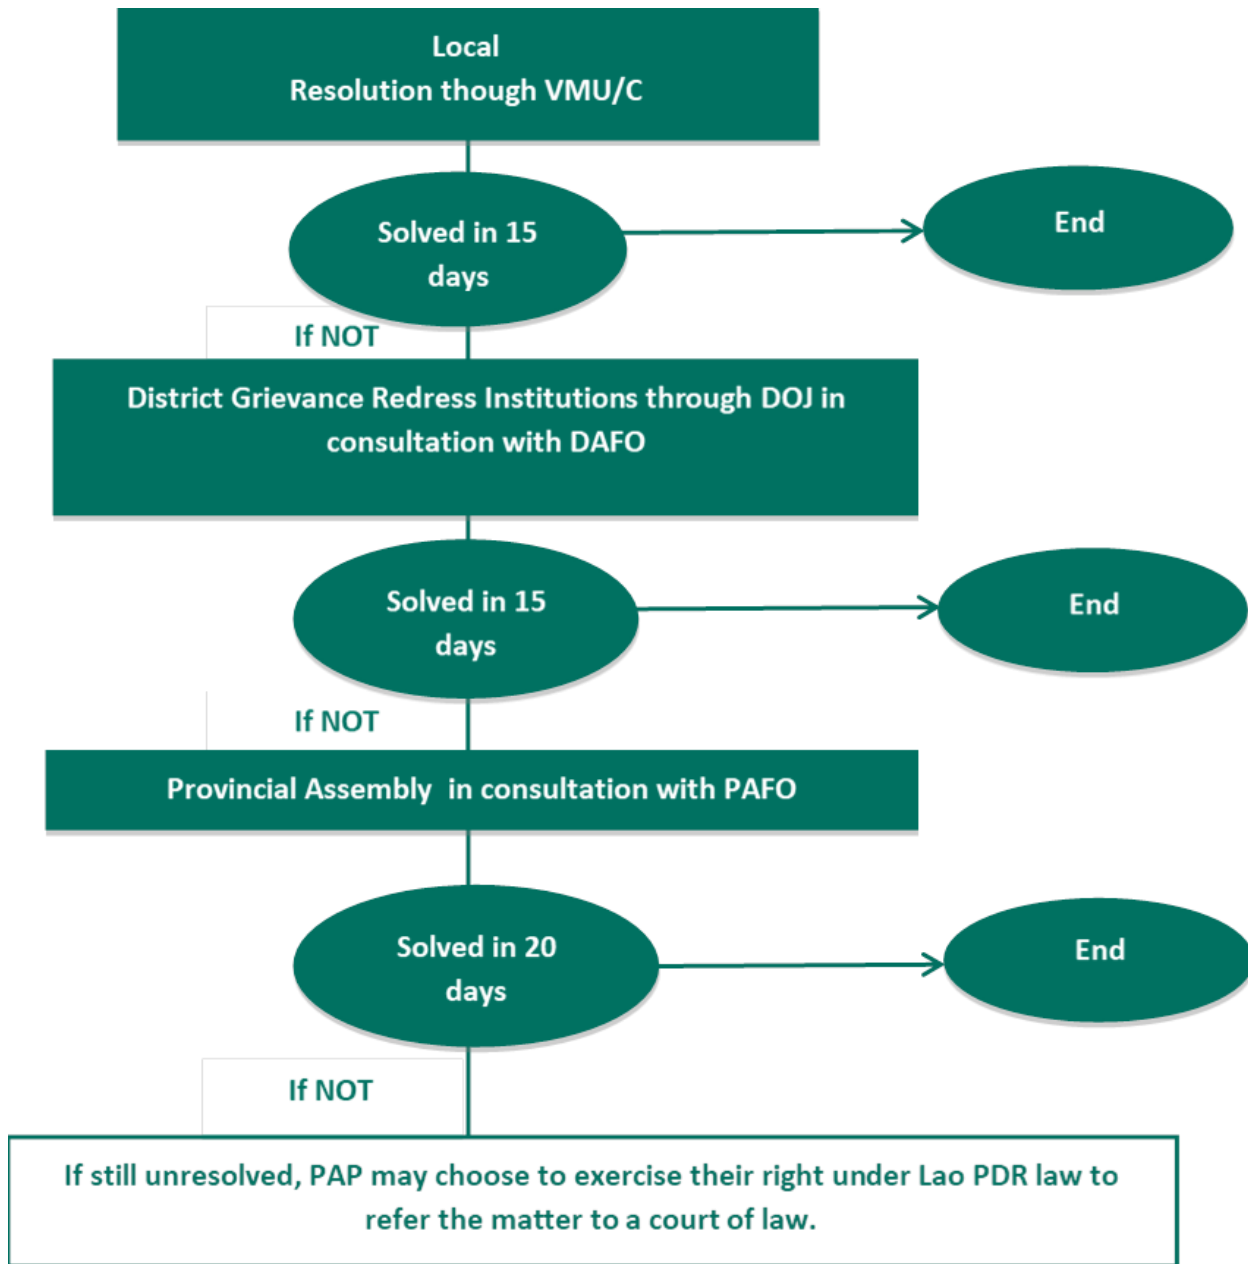 Local
Resolution though VMU/C
Solved in 15
days
End
If NOT
District Grievance Redress Institutions through DOJ in
consultation with DAFO
Solved in 15
days
End
If NOT
Provincial Assembly in consultation with PAFO
Solved in 20
days
End
If NOT
If still unresolved, PAP may choose to exercise their right under Lao PDR law to
refer the matter to a court of law.